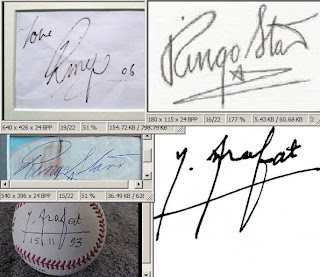 Love
Ringo 06
640 x 426 x 24 BPP 19/22 51 % 154.72 KB / 798.79 KB
Ringo Starr
180 x 115 x 24 BPP 16/22 177 % 5.43 KB / 60.68 KB
Ringo Starr
540 x 396 x 24 BPP 15/22 51 % 36.49 KB / 626
Y. Arafat
15 11 93
Y. Arafat